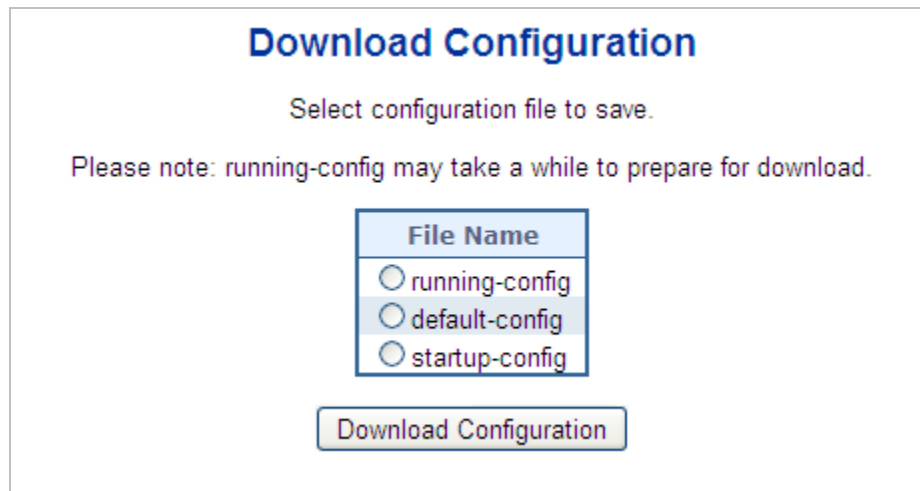 Download Configuration
Select configuration file to save.
Please note: running-config may take a while to prepare for download.
File Name
running-config
default-config
startup-config
Download Configuration